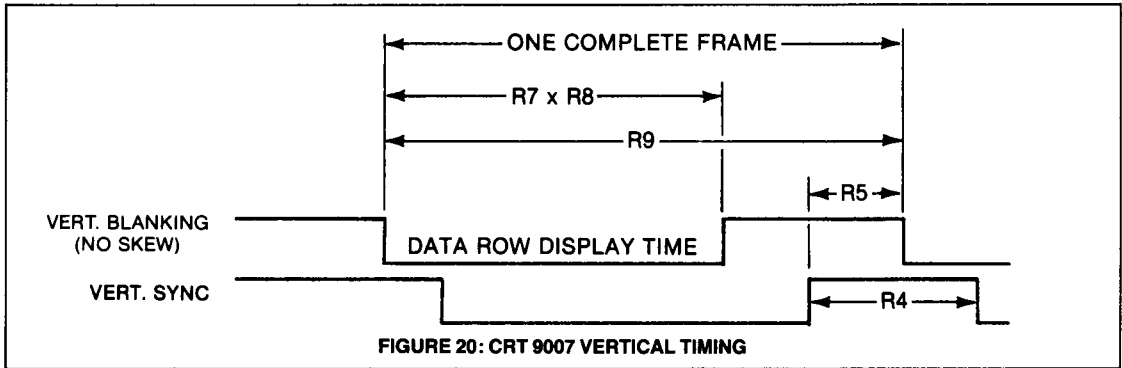 ONE COMPLETE FRAME
R7 x R8
R9
R5
VERT. BLANKING
(NO SKEW)
DATA ROW DISPLAY TIME
VERT. SYNC
R4
FIGURE 20: CRT 9007 VERTICAL TIMING